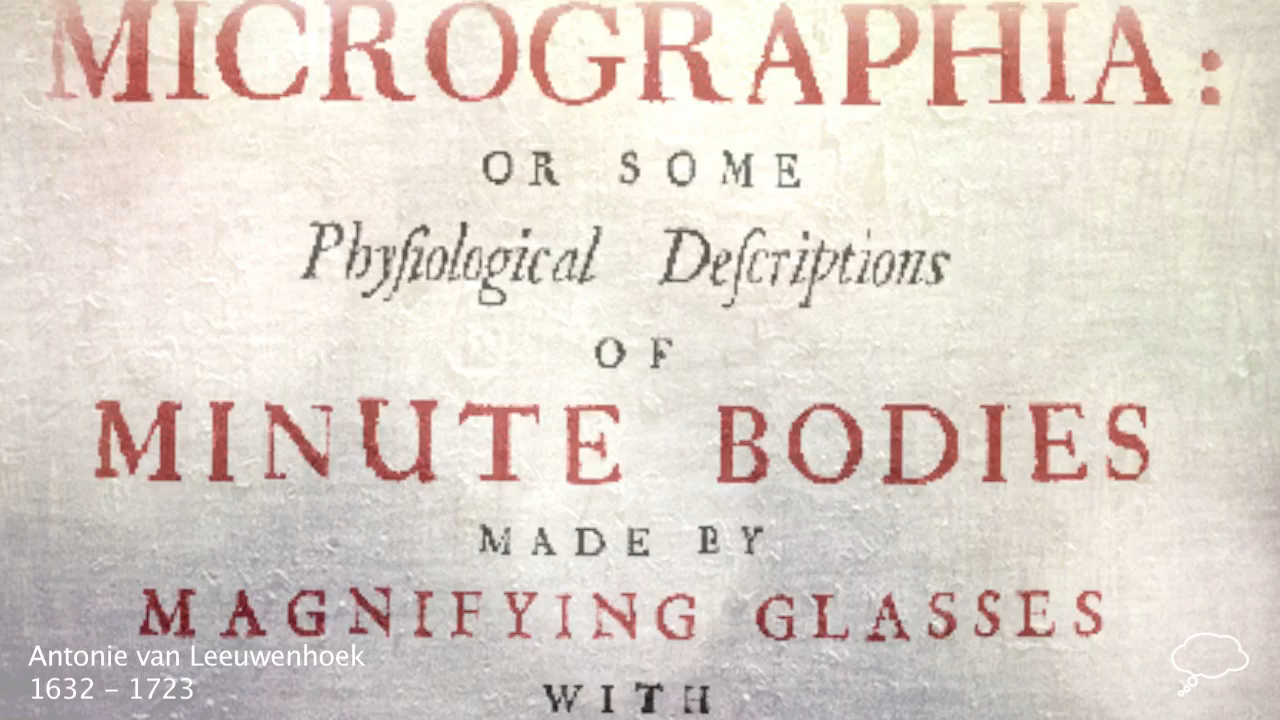 MICROGRAPHIA:
OR SOME
Phyſiological Deſcriptions
OF
MINUTE BODIES
MADE BY
MAGNIFYING GLASSES
WITH
Antonie van Leeuwenhoek
1632 – 1723